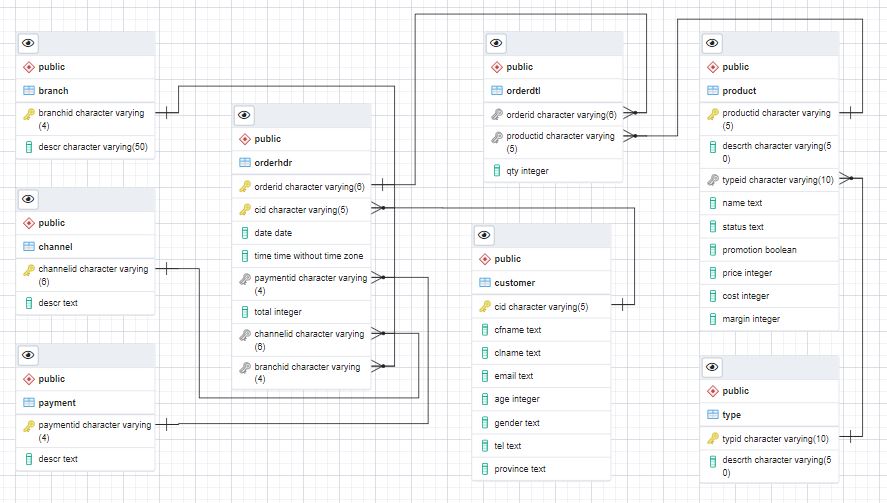 public
branch
branchid character varying
(4)
descr character varying(50)
public
channel
channelid character varying
(6)
descr text
public
payment
paymentid character varying
(4)
descr text
public
orderhdr
orderid character varying(6)
cid character varying(5)
date date
time time without time zone
paymentid character varying
(4)
total integer
channelid character varying
(6)
branchid character varying
(4)
public
orderdtl
orderid character varying(6)
productid character varying
(5)
qty integer
public
customer
cid character varying(5)
cfname text
clname text
email text
age integer
gender text
tel text
province text
public
product
productid character varying
(5)
descrth character varying(5
0)
typeid character varying(10)
name text
status text
promotion boolean
price integer
cost integer
margin integer
public
type
typid character varying(10)
descrth character varying(5
0)